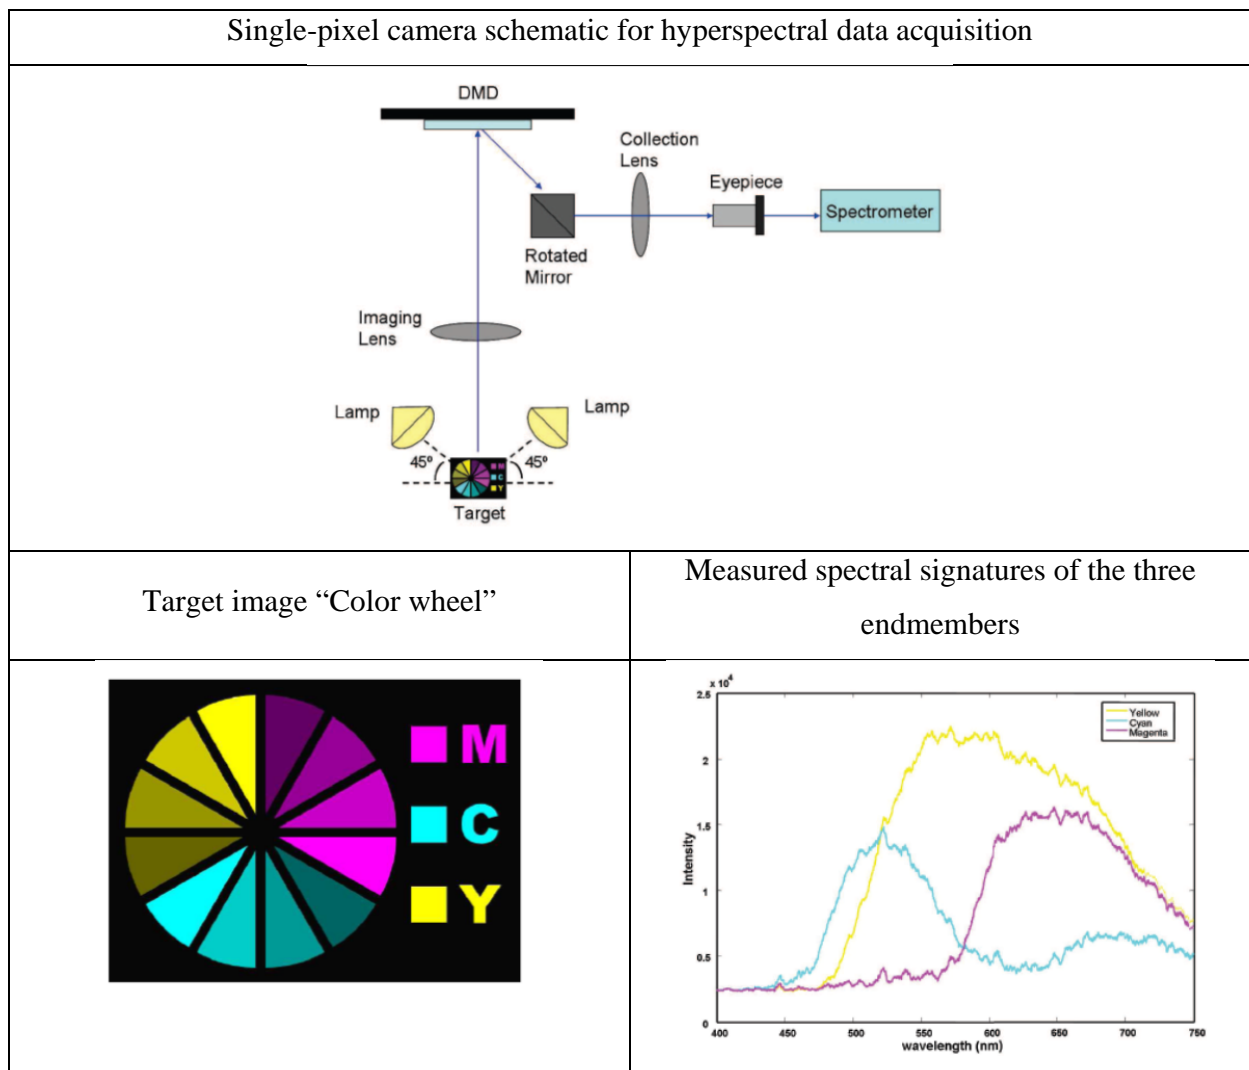 Single-pixel camera schematic for hyperspectral data acquisition
DMD
Collection
Lens
Eyepiece
Spectrometer
Rotated
Mirror
Imaging
Lens
Lamp
Lamp
45º
45º
M
C
Y
Target
Target image “Color wheel”
Measured spectral signatures of the three
endmembers
M
C
Y
x 10⁴
2.5
2
1.5
1
0.5
0
Intensity
Yellow
Cyan
Magenta
400 450 500 550 600 650 700 750
wavelength (nm)